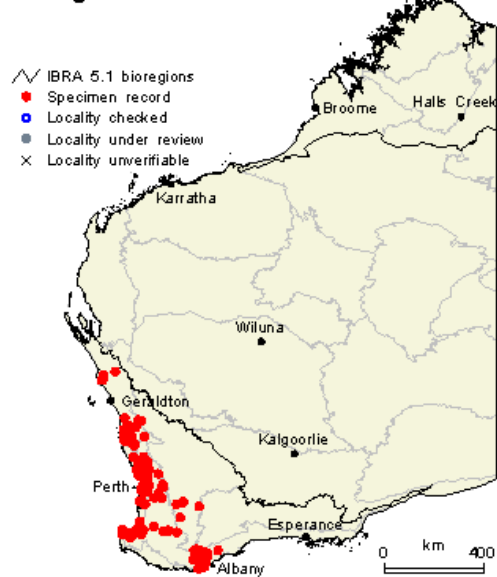 IBRA 5.1 bioregions
Specimen record
Locality checked
Locality under review
Locality unverifiable
Broome
Halls Creek
Karratha
Wiluna
Geraldton
Kalgoorlie
Perth
Esperance
Albany
km
0 400